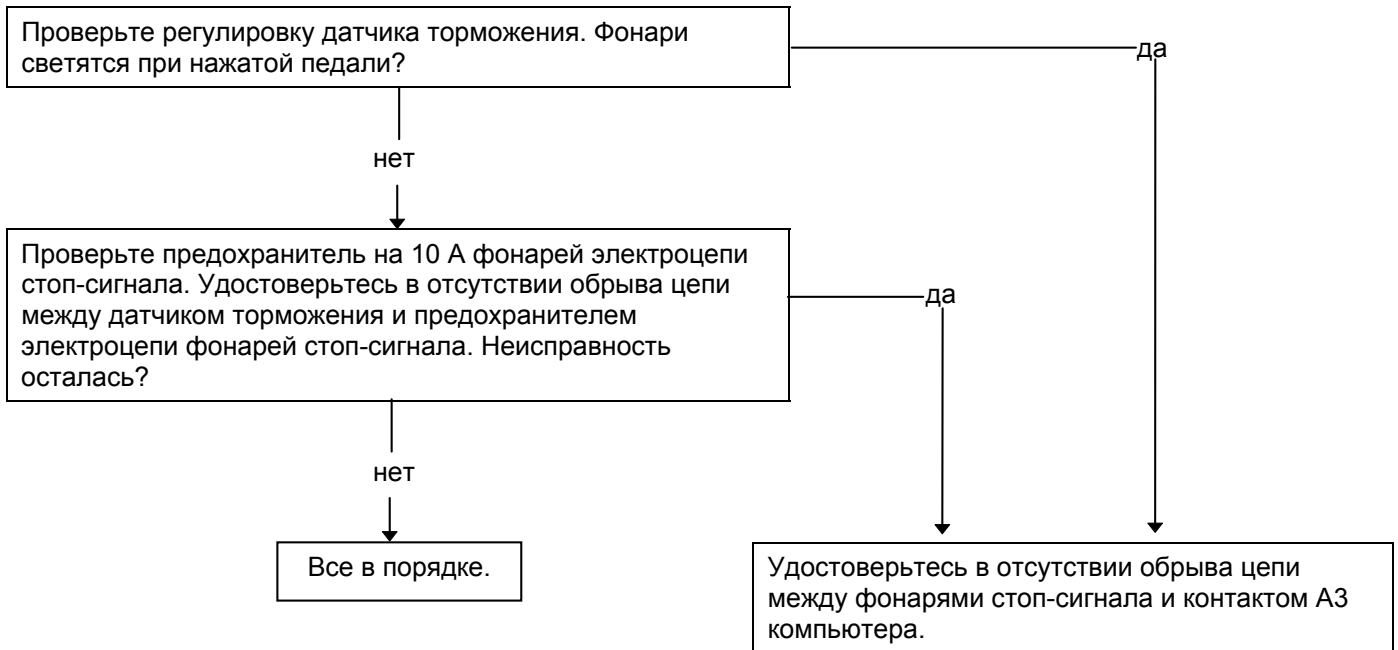 Проверьте регулировку датчика торможения. Фонари
светятся при нажатой педали?
да
нет
Проверьте предохранитель на 10 А фонарей электроцепи
стоп-сигнала. Удостоверьтесь в отсутствии обрыва цепи
между датчиком торможения и предохранителем
электроцепи фонарей стоп-сигнала. Неисправность
осталась?
да
нет
Все в порядке.
Удостоверьтесь в отсутствии обрыва цепи
между фонарями стоп-сигнала и контактом А3
компьютера.